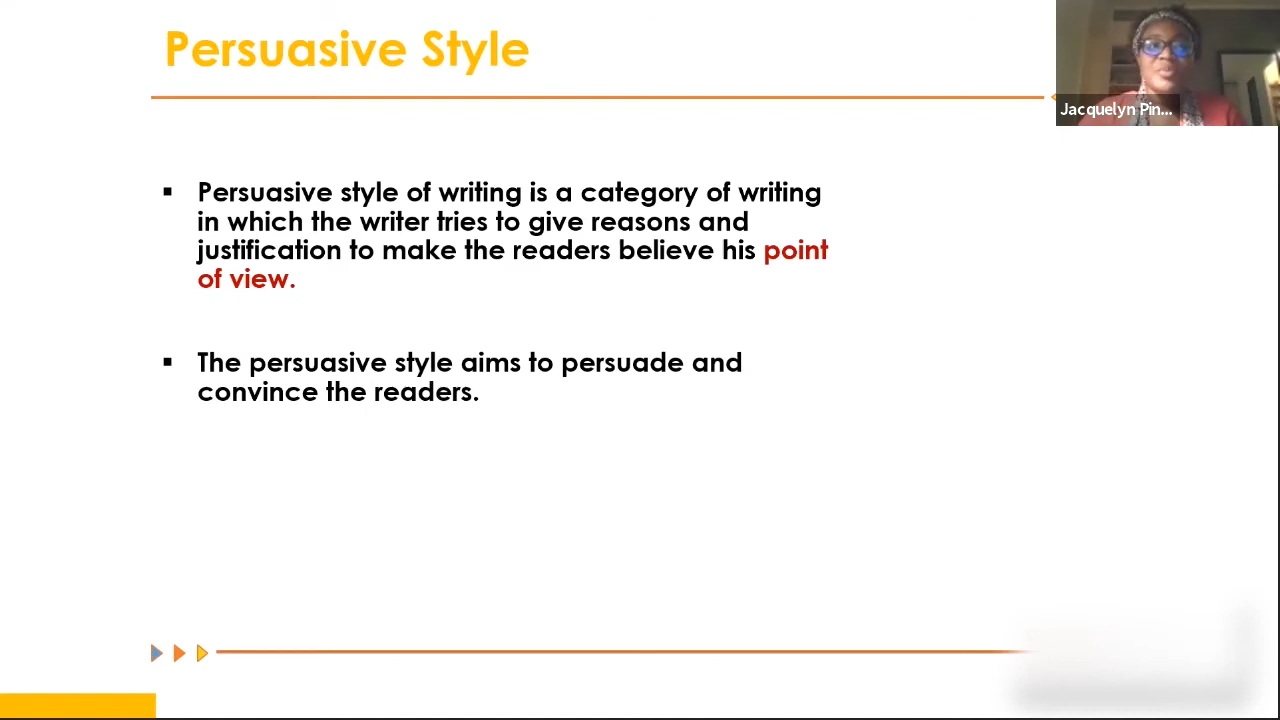 Persuasive Style
Jacquelyn Pin...
▪ Persuasive style of writing is a category of writing
in which the writer tries to give reasons and
justification to make the readers believe his point
of view.
▪ The persuasive style aims to persuade and
convince the readers.